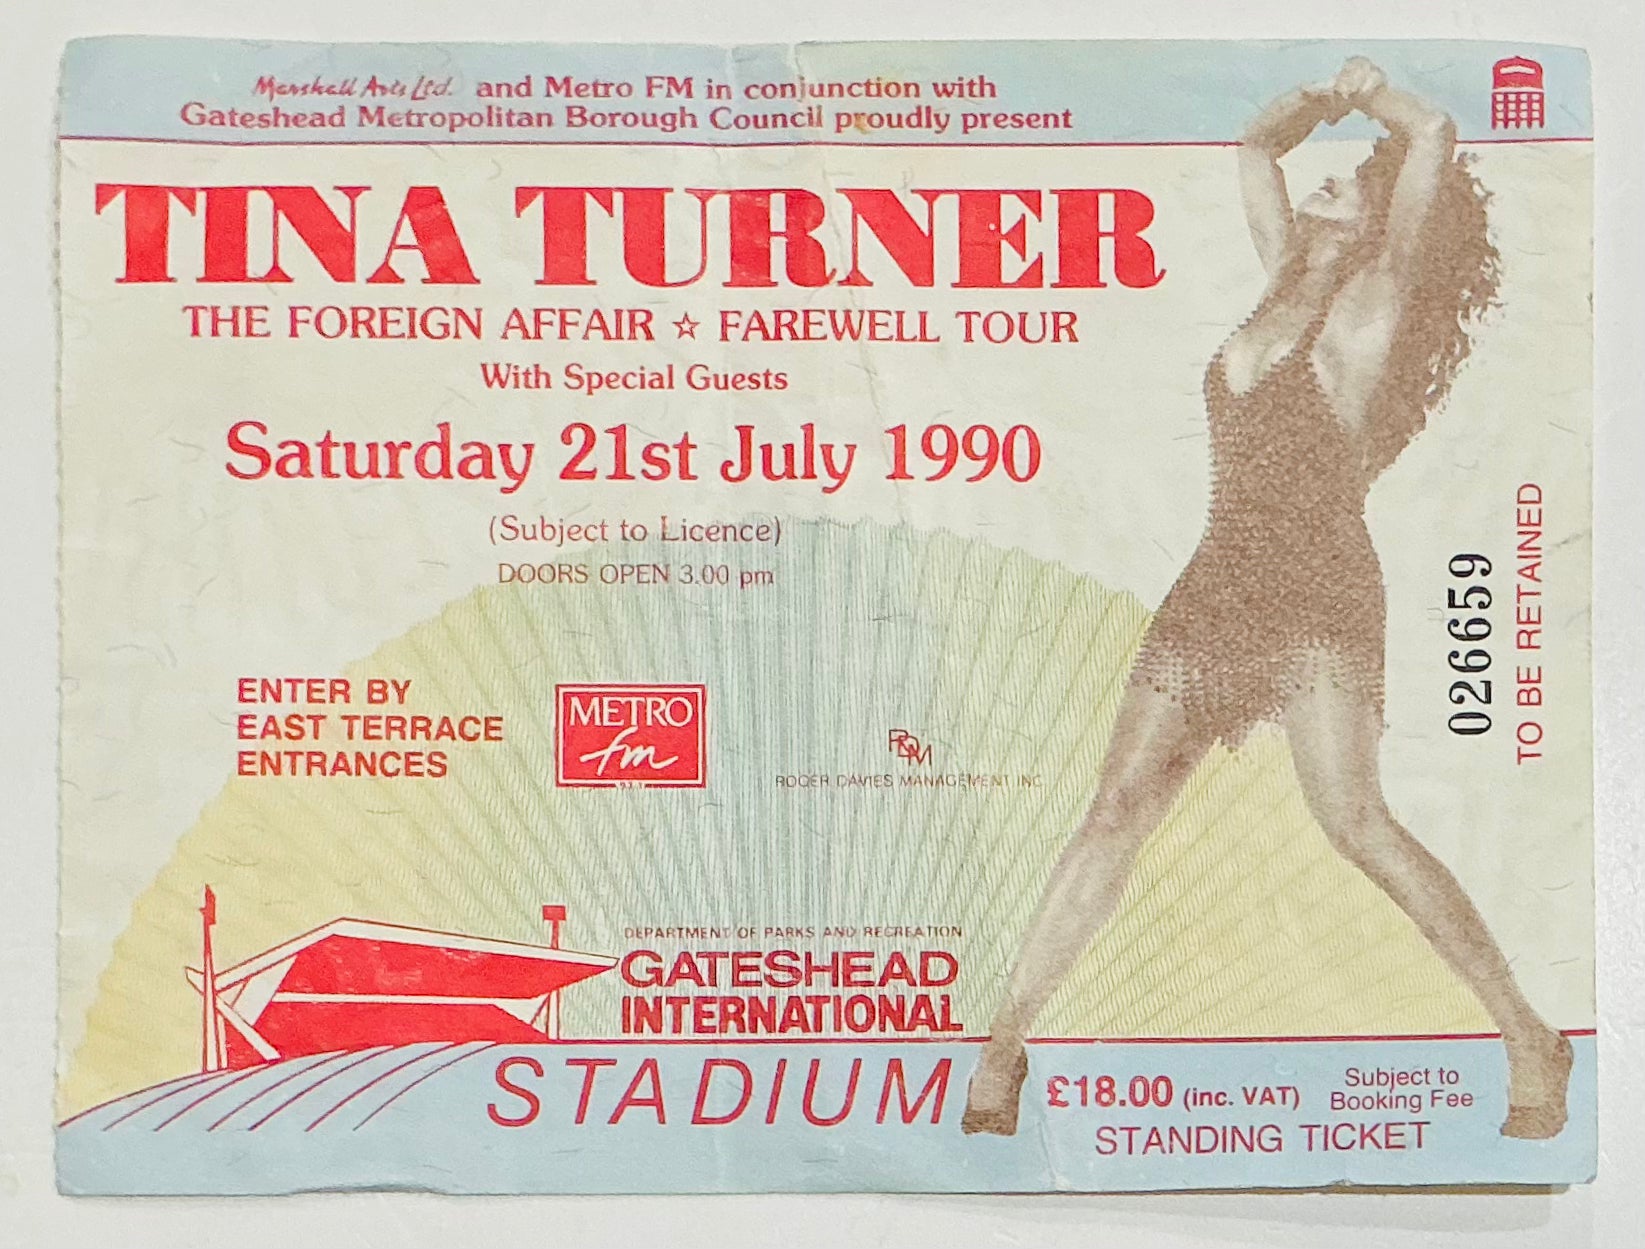 Marshall Arts Ltd. and Metro FM in conjunction with
Gateshead Metropolitan Borough Council proudly present
TINA TURNER
THE FOREIGN AFFAIR ☆ FAREWELL TOUR
With Special Guests
Saturday 21st July 1990
(Subject to Licence)
DOORS OPEN 3.00 pm
ENTER BY
EAST TERRACE
ENTRANCES
METRO
fm
RDM
ROGER DAVIES MANAGEMENT INC
DEPARTMENT OF PARKS AND RECREATION
GATESHEAD
INTERNATIONAL
STADIUM
£18.00 (inc. VAT)
Subject to
Booking Fee
STANDING TICKET
026659
TO BE RETAINED